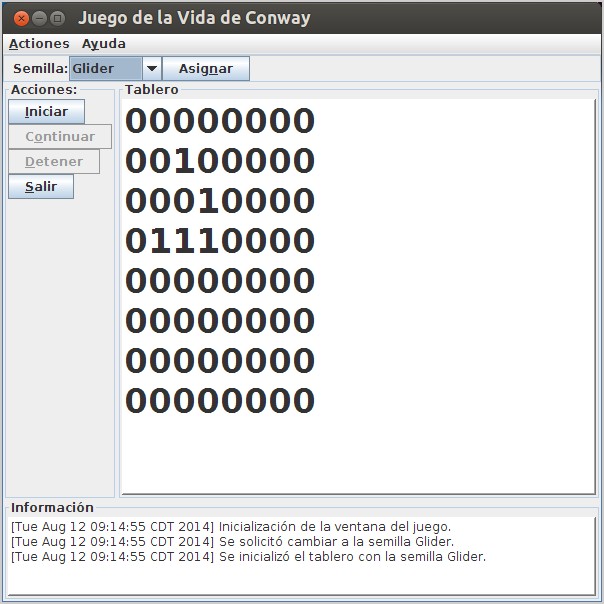 Juego de la Vida de Conway
Actiones Ayuda
Semilla: Glider Asignar
Acciones:
Iniciar
Continuar
Detener
Salir
Tablero
00000000
00100000
00010000
01110000
00000000
00000000
00000000
00000000
Información
[Tue Aug 12 09:14:55 CDT 2014] Inicialización de la ventana del juego.
[Tue Aug 12 09:14:55 CDT 2014] Se solicitó cambiar a la semilla Glider.
[Tue Aug 12 09:14:55 CDT 2014] Se inicializó el tablero con la semilla Glider.